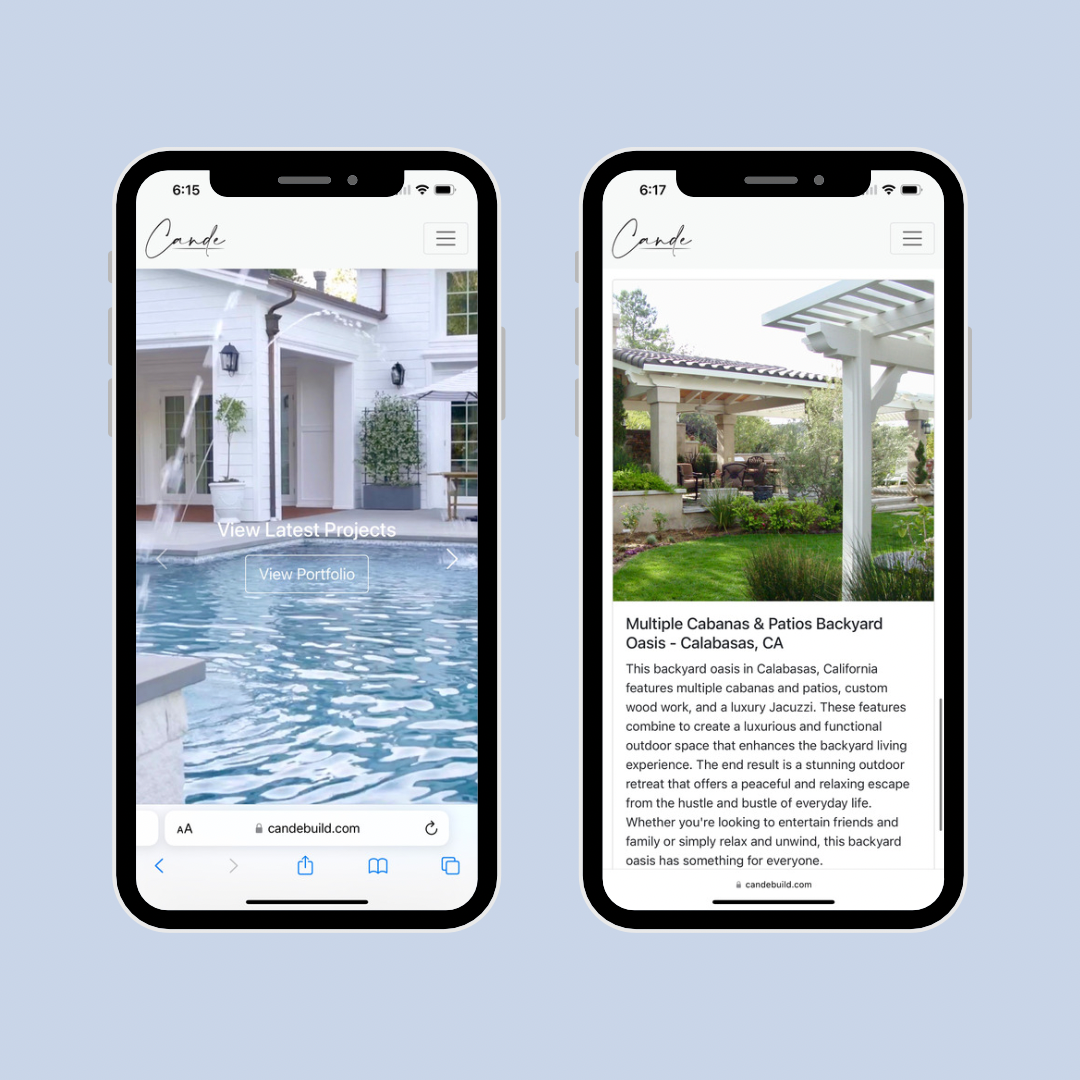 6:15
Cande
View Latest Projects
View Portfolio
AA
candebuild.com
6:17
Cande
Multiple Cabanas & Patios Backyard
Oasis - Calabasas, CA
This backyard oasis in Calabasas, California
features multiple cabanas and patios, custom
wood work, and a luxury Jacuzzi. These features
combine to create a luxurious and functional
outdoor space that enhances the backyard living
experience. The end result is a stunning outdoor
retreat that offers a peaceful and relaxing escape
from the hustle and bustle of everyday life.
Whether you're looking to entertain friends and
family or simply relax and unwind, this backyard
oasis has something for everyone.
candebuild.com